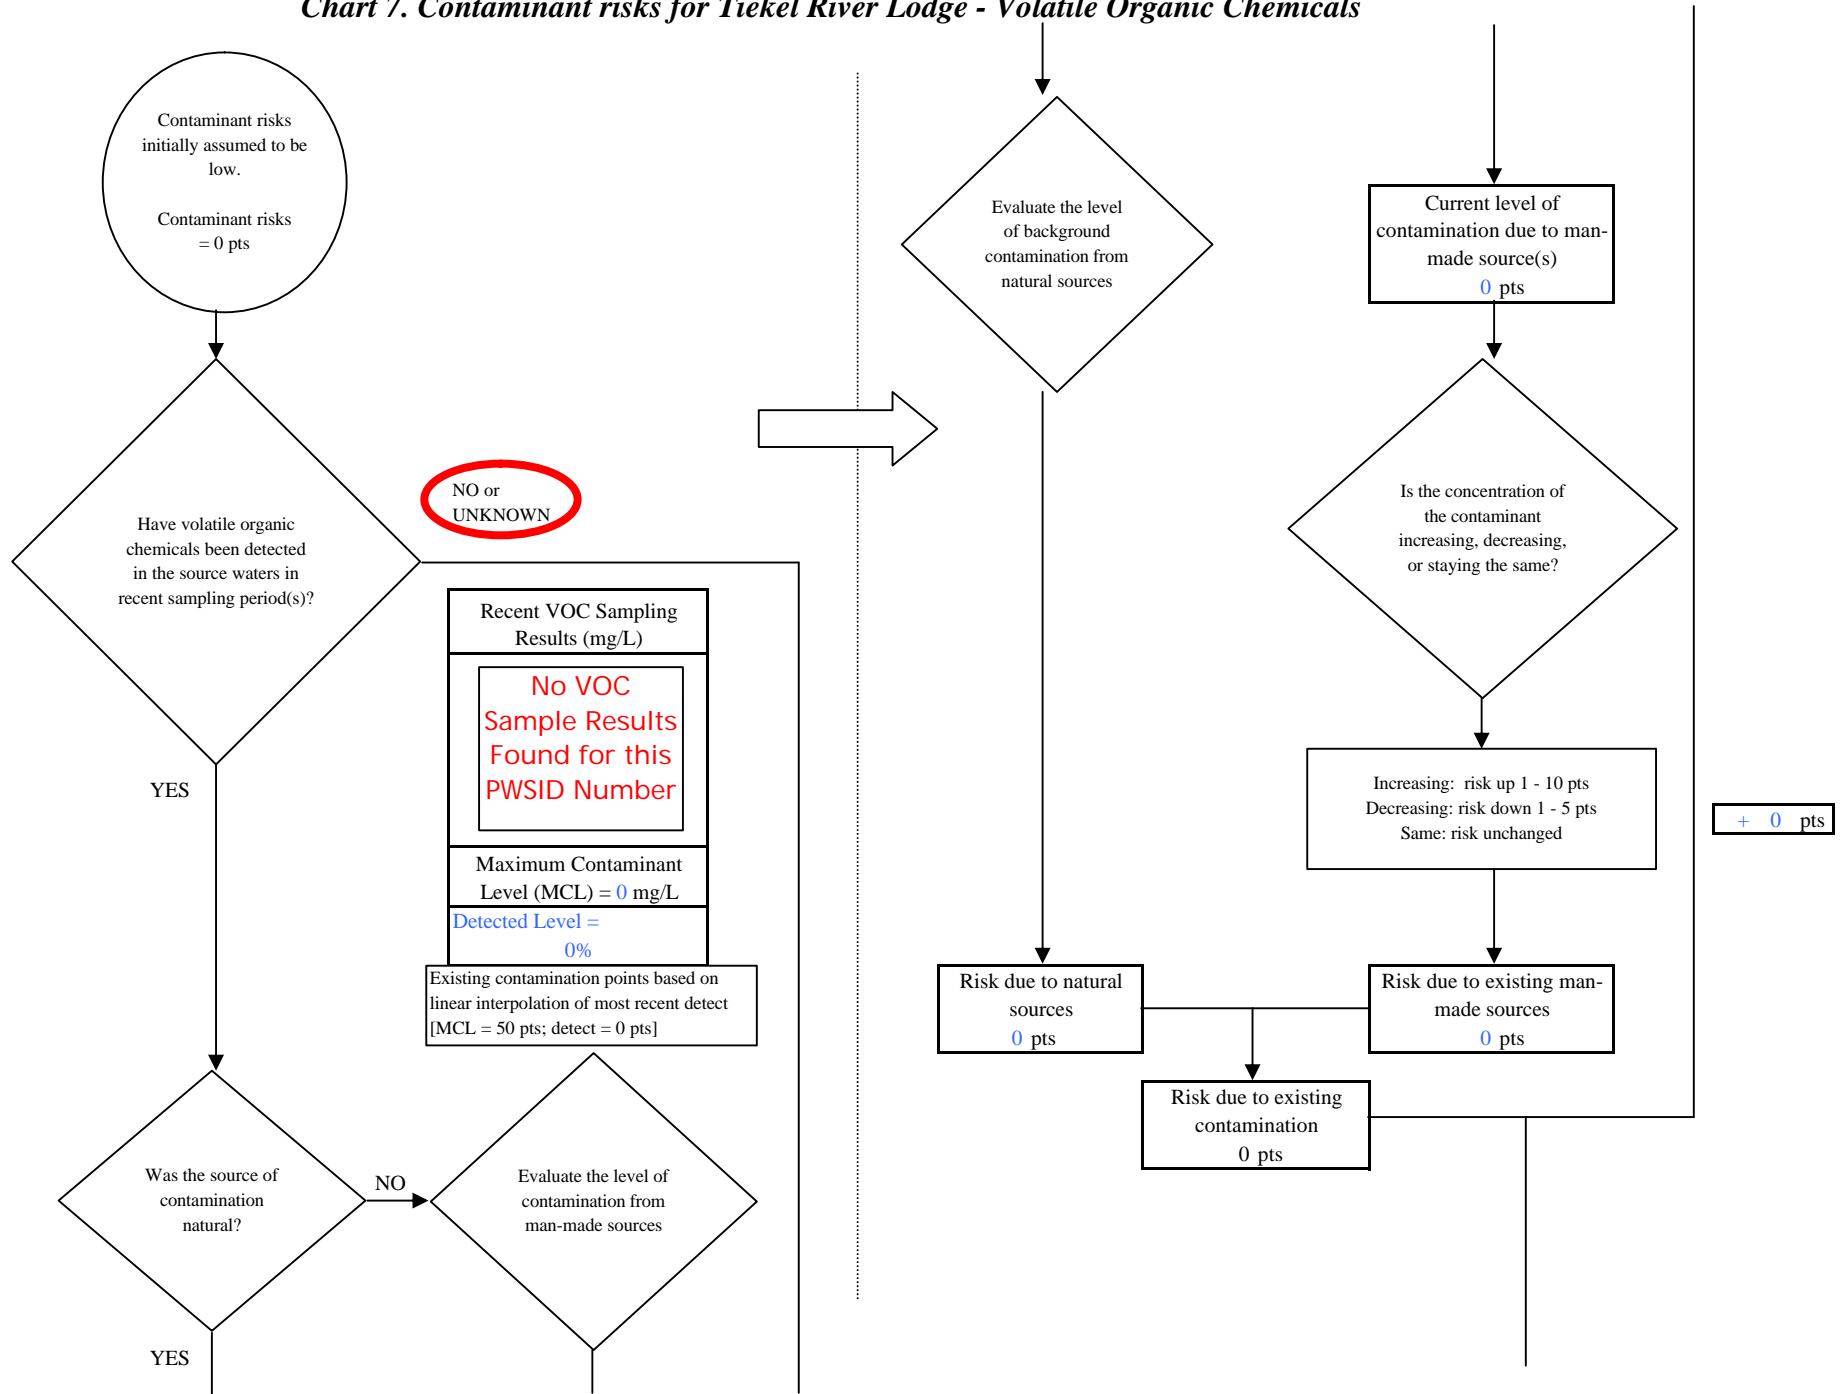 Chart 7. Contaminant risks for Tiekel River Lodge - Volatile Organic Chemicals
Contaminant risks
initially assumed to be
low.
Contaminant risks
= 0 pts
Have volatile organic
chemicals been detected
in the source waters in
recent sampling period(s)?
NO or
UNKNOWN
YES
Recent VOC Sampling
Results (mg/L)
No VOC
Sample Results
Found for this
PWSID Number
Maximum Contaminant
Level (MCL) = 0 mg/L
Detected Level =
0%
Existing contamination points based on
linear interpolation of most recent detect
[MCL = 50 pts; detect = 0 pts]
Was the source of
contamination
natural?
NO
YES
Evaluate the level of
contamination from
man-made sources
Evaluate the level
of background
contamination from
natural sources
Current level of
contamination due to man-
made source(s)
0 pts
Is the concentration of
the contaminant
increasing, decreasing,
or staying the same?
Increasing: risk up 1 - 10 pts
Decreasing: risk down 1 - 5 pts
Same: risk unchanged
+ 0 pts
Risk due to natural
sources
0 pts
Risk due to existing man-
made sources
0 pts
Risk due to existing
contamination
0 pts